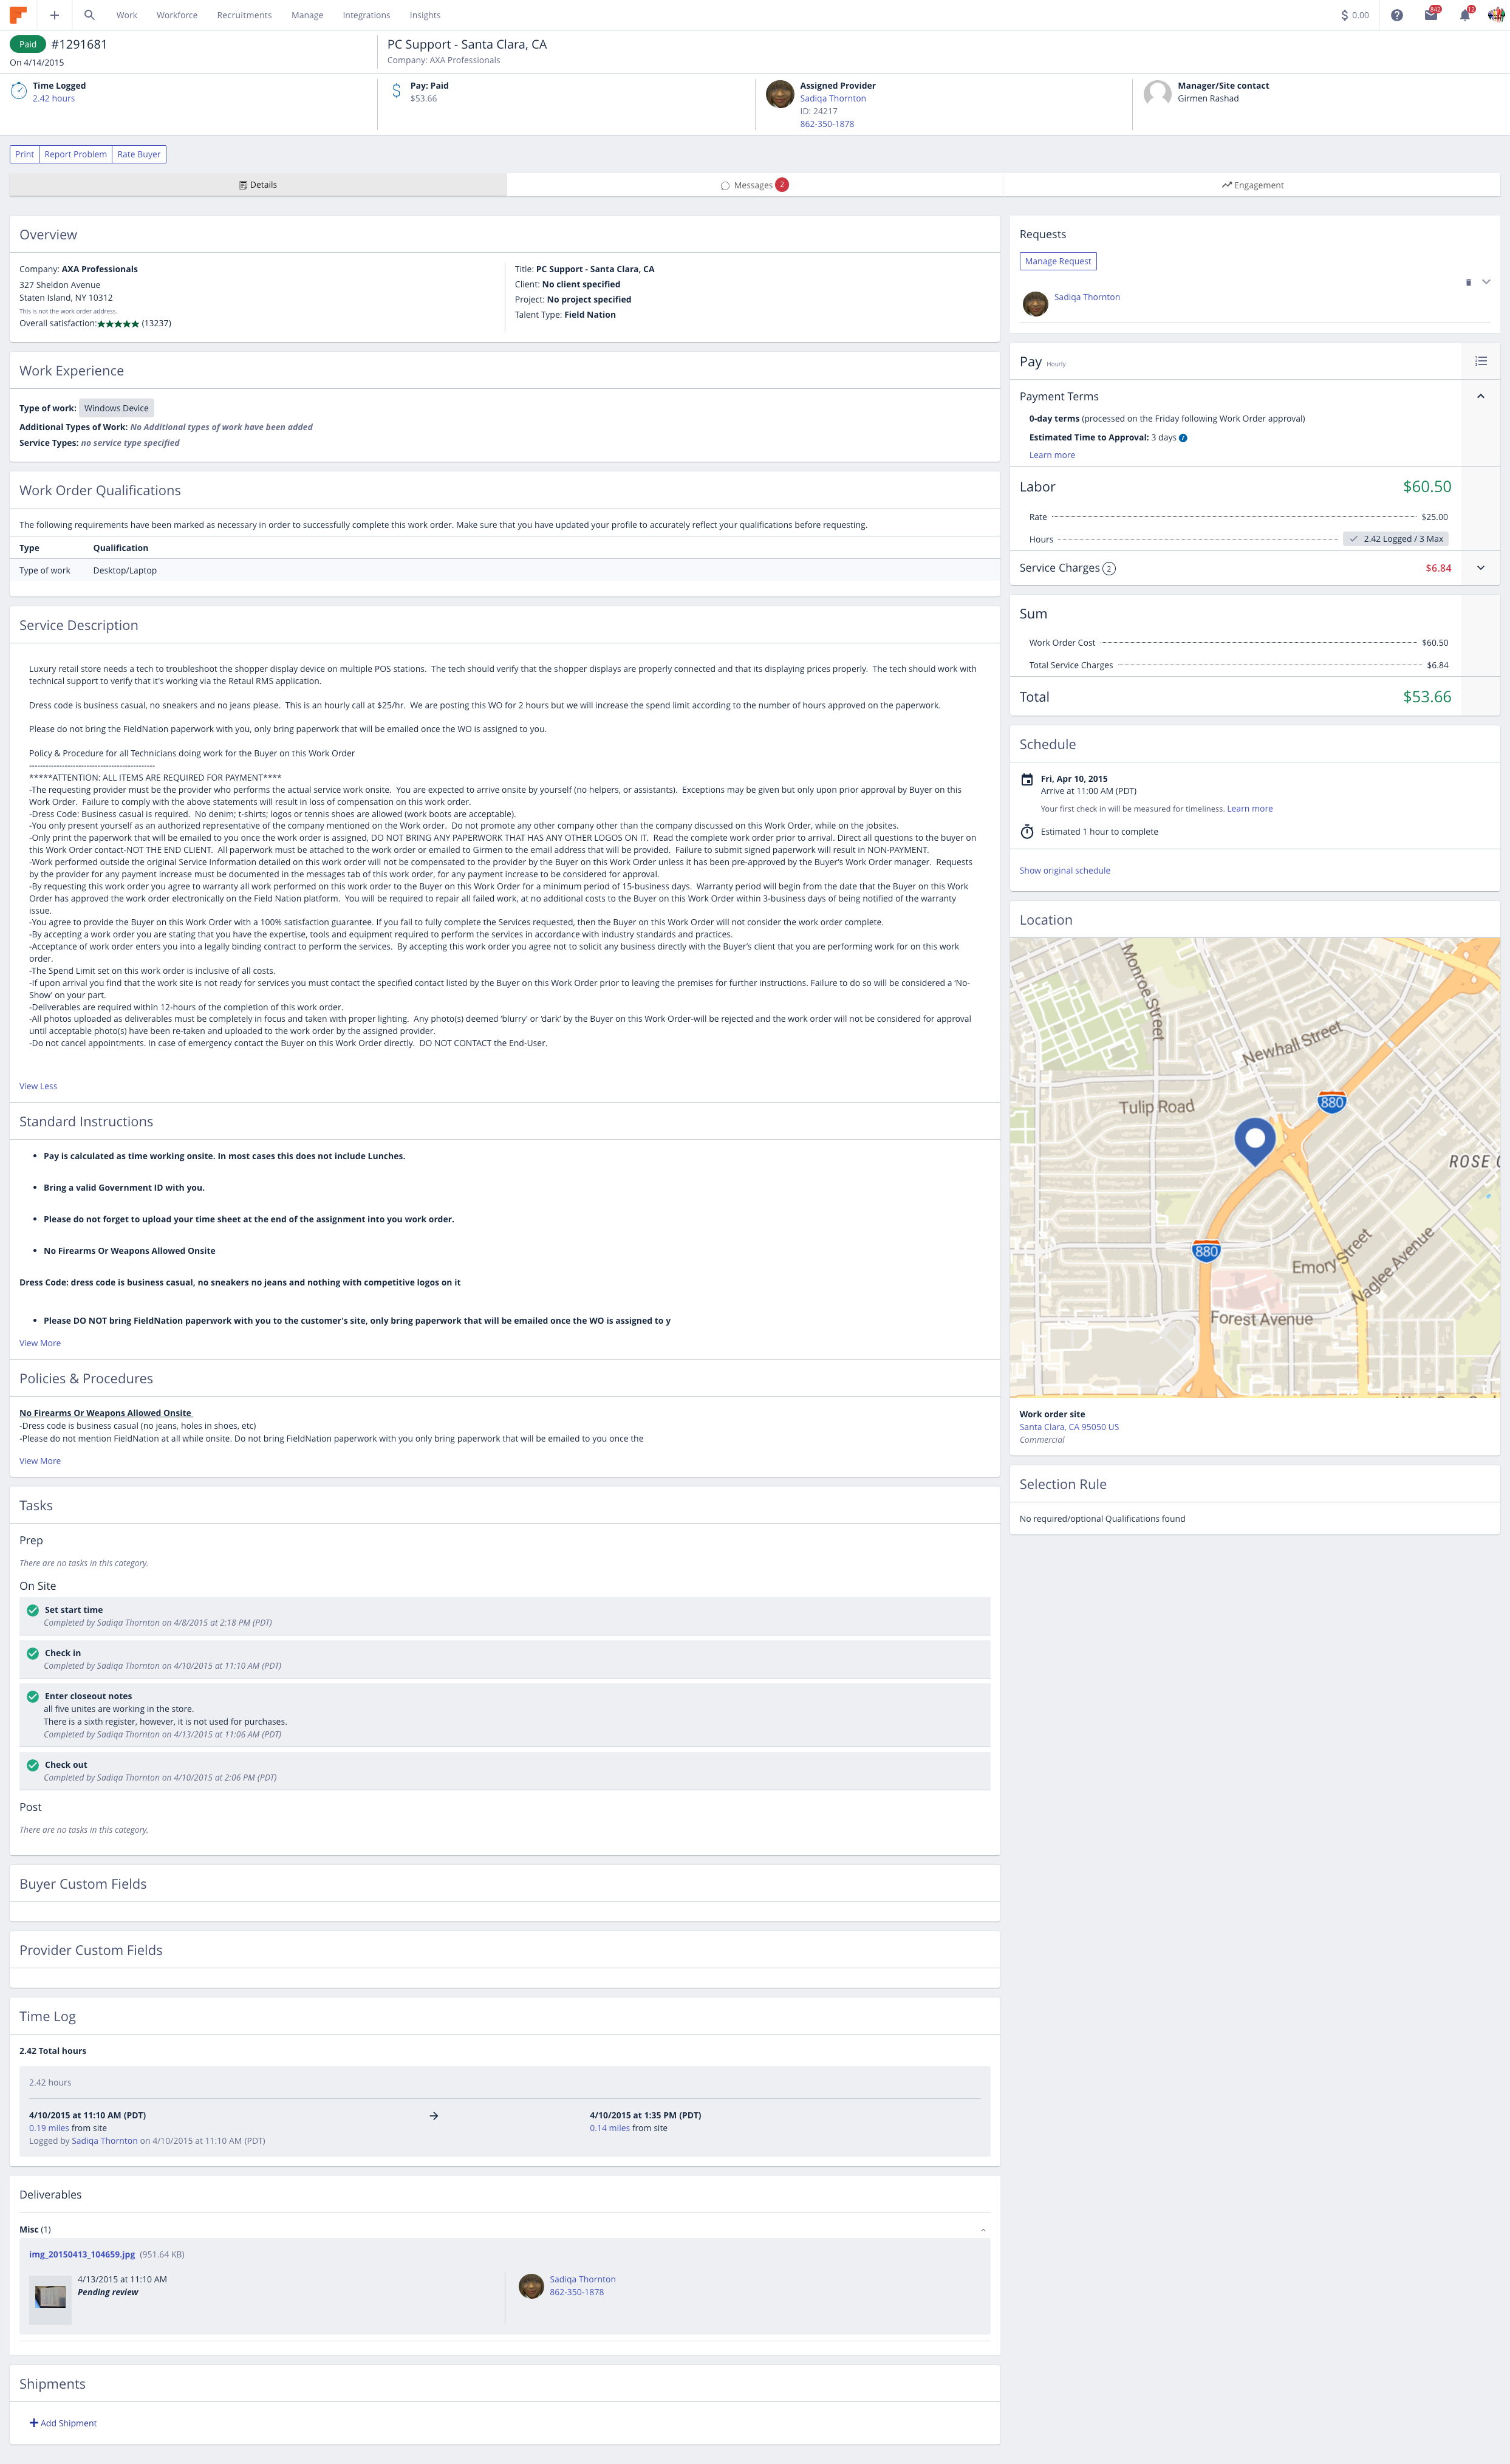 Work
Workforce
Recruitments
Manage
Integrations
Insights
$ 0.00
842
12
Paid #1291681
On 4/14/2015
PC Support - Santa Clara, CA
Company: AXA Professionals
Time Logged
2.42 hours
Pay: Paid
$53.66
Assigned Provider
Sadiqa Thornton
ID: 24217
862-350-1878
Manager/Site contact
Girmen Rashad
Print
Report Problem
Rate Buyer
Details
Messages 2
Engagement
Overview
Company: AXA Professionals
327 Sheldon Avenue
Staten Island, NY 10312
This is not the work order address.
Overall satisfaction:★★★★★ (13237)
Title: PC Support - Santa Clara, CA
Client: No client specified
Project: No project specified
Talent Type: Field Nation
Work Experience
Type of work: Windows Device
Additional Types of Work: No Additional types of work have been added
Service Types: no service type specified
Work Order Qualifications
The following requirements have been marked as necessary in order to successfully complete this work order. Make sure that you have updated your profile to accurately reflect your qualifications before requesting.
Type Qualification
Type of work Desktop/Laptop
Service Description
Luxury retail store needs a tech to troubleshoot the shopper display device on multiple POS stations.  The tech should verify that the shopper displays are properly connected and that its displaying prices properly.  The tech should work with
technical support to verify that it's working via the Retaul RMS application.
Dress code is business casual, no sneakers and no jeans please.  This is an hourly call at $25/hr.  We are posting this WO for 2 hours but we will increase the spend limit according to the number of hours approved on the paperwork.
Please do not bring the FieldNation paperwork with you, only bring paperwork that will be emailed once the WO is assigned to you.
Policy & Procedure for all Technicians doing work for the Buyer on this Work Order
----------------------------------------------
*****ATTENTION: ALL ITEMS ARE REQUIRED FOR PAYMENT****
-The requesting provider must be the provider who performs the actual service work onsite.  You are expected to arrive onsite by yourself (no helpers, or assistants).  Exceptions may be given but only upon prior approval by Buyer on this
Work Order.  Failure to comply with the above statements will result in loss of compensation on this work order.
-Dress Code: Business casual is required.  No denim; t-shirts; logos or tennis shoes are allowed (work boots are acceptable).
-You only present yourself as an authorized representative of the company mentioned on the Work order.  Do not promote any other company other than the company discussed on this Work Order, while on the jobsites.
-Only print the paperwork that will be emailed to you once the work order is assigned, DO NOT BRING ANY PAPERWORK THAT HAS ANY OTHER LOGOS ON IT.  Read the complete work order prior to arrival.  Direct all questions to the buyer on
this Work Order contact-NOT THE END CLIENT.  All paperwork must be attached to the work order or emailed to Girmen to the email address that will be provided.  Failure to submit signed paperwork will result in NON-PAYMENT.
-Work performed outside the original Service Information detailed on this work order will not be compensated to the provider by the Buyer on this Work Order unless it has been pre-approved by the Buyer's Work Order manager.  Requests
by the provider for any payment increase must be documented in the messages tab of this work order, for any payment increase to be considered for approval.
-By requesting this work order you agree to warranty all work performed on this work order to the Buyer on this Work Order for a minimum period of 15-business days.  Warranty period will begin from the date that the Buyer on this Work
Order has approved the work order electronically on the Field Nation platform.  You will be required to repair all failed work, at no additional costs to the Buyer on this Work Order within 3-business days of being notified of the warranty
issue.
-You agree to provide the Buyer on this Work Order with a 100% satisfaction guarantee. If you fail to fully complete the Services requested, then the Buyer on this Work Order will not consider the work order complete.
-By accepting a work order you are stating that you have the expertise, tools and equipment required to perform the services in accordance with industry standards and practices.
-Acceptance of work order enters you into a legally binding contract to perform the services.  By accepting this work order you agree not to solicit any business directly with the Buyer's client that you are performing work for on this work
order.
-The Spend Limit set on this work order is inclusive of all costs.
-If upon arrival you find that the work site is not ready for services you must contact the specified contact listed by the Buyer on this Work Order prior to leaving the premises for further instructions. Failure to do so will be considered a 'No-
Show' on your part.
-Deliverables are required within 12-hours of the completion of this work order.
-All photos uploaded as deliverables must be completely in focus and taken with proper lighting.  Any photo(s) deemed 'blurry' or 'dark' by the Buyer on this Work Order-will be rejected and the work order will not be considered for approval
until acceptable photo(s) have been re-taken and uploaded to the work order by the assigned provider.
-Do not cancel appointments. In case of emergency contact the Buyer on this Work Order directly.  DO NOT CONTACT the End-User.
View Less
Standard Instructions
• Pay is calculated as time working onsite. In most cases this does not include Lunches.
• Bring a valid Government ID with you.
• Please do not forget to upload your time sheet at the end of the assignment into you work order.
• No Firearms Or Weapons Allowed Onsite
Dress Code: dress code is business casual, no sneakers no jeans and nothing with competitive logos on it
• Please DO NOT bring FieldNation paperwork with you to the customer's site, only bring paperwork that will be emailed once the WO is assigned to y
View More
Policies & Procedures
No Firearms Or Weapons Allowed Onsite
-Dress code is business casual (no jeans, holes in shoes, etc)
-Please do not mention FieldNation at all while onsite. Do not bring FieldNation paperwork with you only bring paperwork that will be emailed to you once the
View More
Tasks
Prep
There are no tasks in this category.
On Site
Set start time
Completed by Sadiqa Thornton on 4/8/2015 at 2:18 PM (PDT)
Check in
Completed by Sadiqa Thornton on 4/10/2015 at 11:10 AM (PDT)
Enter closeout notes
all five unites are working in the store.
There is a sixth register, however, it is not used for purchases.
Completed by Sadiqa Thornton on 4/13/2015 at 11:06 AM (PDT)
Check out
Completed by Sadiqa Thornton on 4/10/2015 at 2:06 PM (PDT)
Post
There are no tasks in this category.
Buyer Custom Fields
Provider Custom Fields
Time Log
2.42 Total hours
2.42 hours
4/10/2015 at 11:10 AM (PDT)
0.19 miles from site
Logged by Sadiqa Thornton on 4/10/2015 at 11:10 AM (PDT)
4/10/2015 at 1:35 PM (PDT)
0.14 miles from site
Deliverables
Misc (1)
img_20150413_104659.jpg (951.64 KB)
4/13/2015 at 11:10 AM
Pending review
Sadiqa Thornton
862-350-1878
Shipments
Add Shipment
Requests
Manage Request
Sadiqa Thornton
Pay Hourly
Payment Terms
0-day terms (processed on the Friday following Work Order approval)
Estimated Time to Approval: 3 days
Learn more
Labor $60.50
Rate $25.00
Hours 2.42 Logged / 3 Max
Service Charges 2 $6.84
Sum
Work Order Cost $60.50
Total Service Charges $6.84
Total $53.66
Schedule
Fri, Apr 10, 2015
Arrive at 11:00 AM (PDT)
Your first check in will be measured for timeliness. Learn more
Estimated 1 hour to complete
Show original schedule
Location
Monroe Street
Newhall Street
Tulip Road
880
ROSE
880
Emory Street
Naglee Avenue
Forest Avenue
Work order site
Santa Clara, CA 95050 US
Commercial
Selection Rule
No required/optional Qualifications found